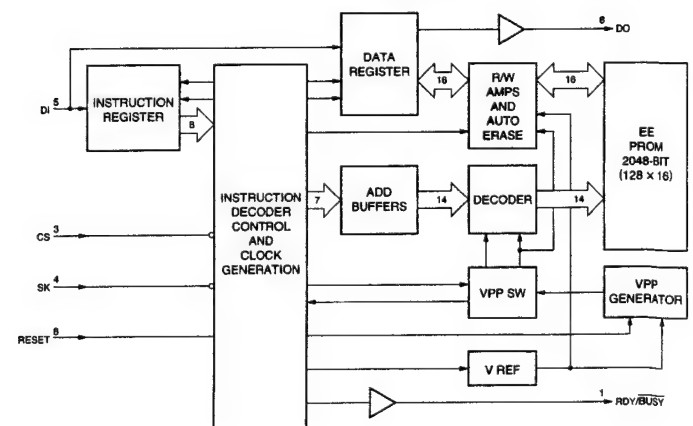 6
DO
DATA
REGISTER
16
R/W
AMPS
AND
AUTO
ERASE
16
EE
PROM
2048-BIT
(128 × 16)
DI 5
INSTRUCTION
REGISTER
8
INSTRUCTION
DECODER
CONTROL
AND
CLOCK
GENERATION
7
ADD
BUFFERS
14
DECODER
14
CS 3
SK 4
RESET 6
VPP SW
VPP
GENERATOR
V REF
1
RDY/BUSY